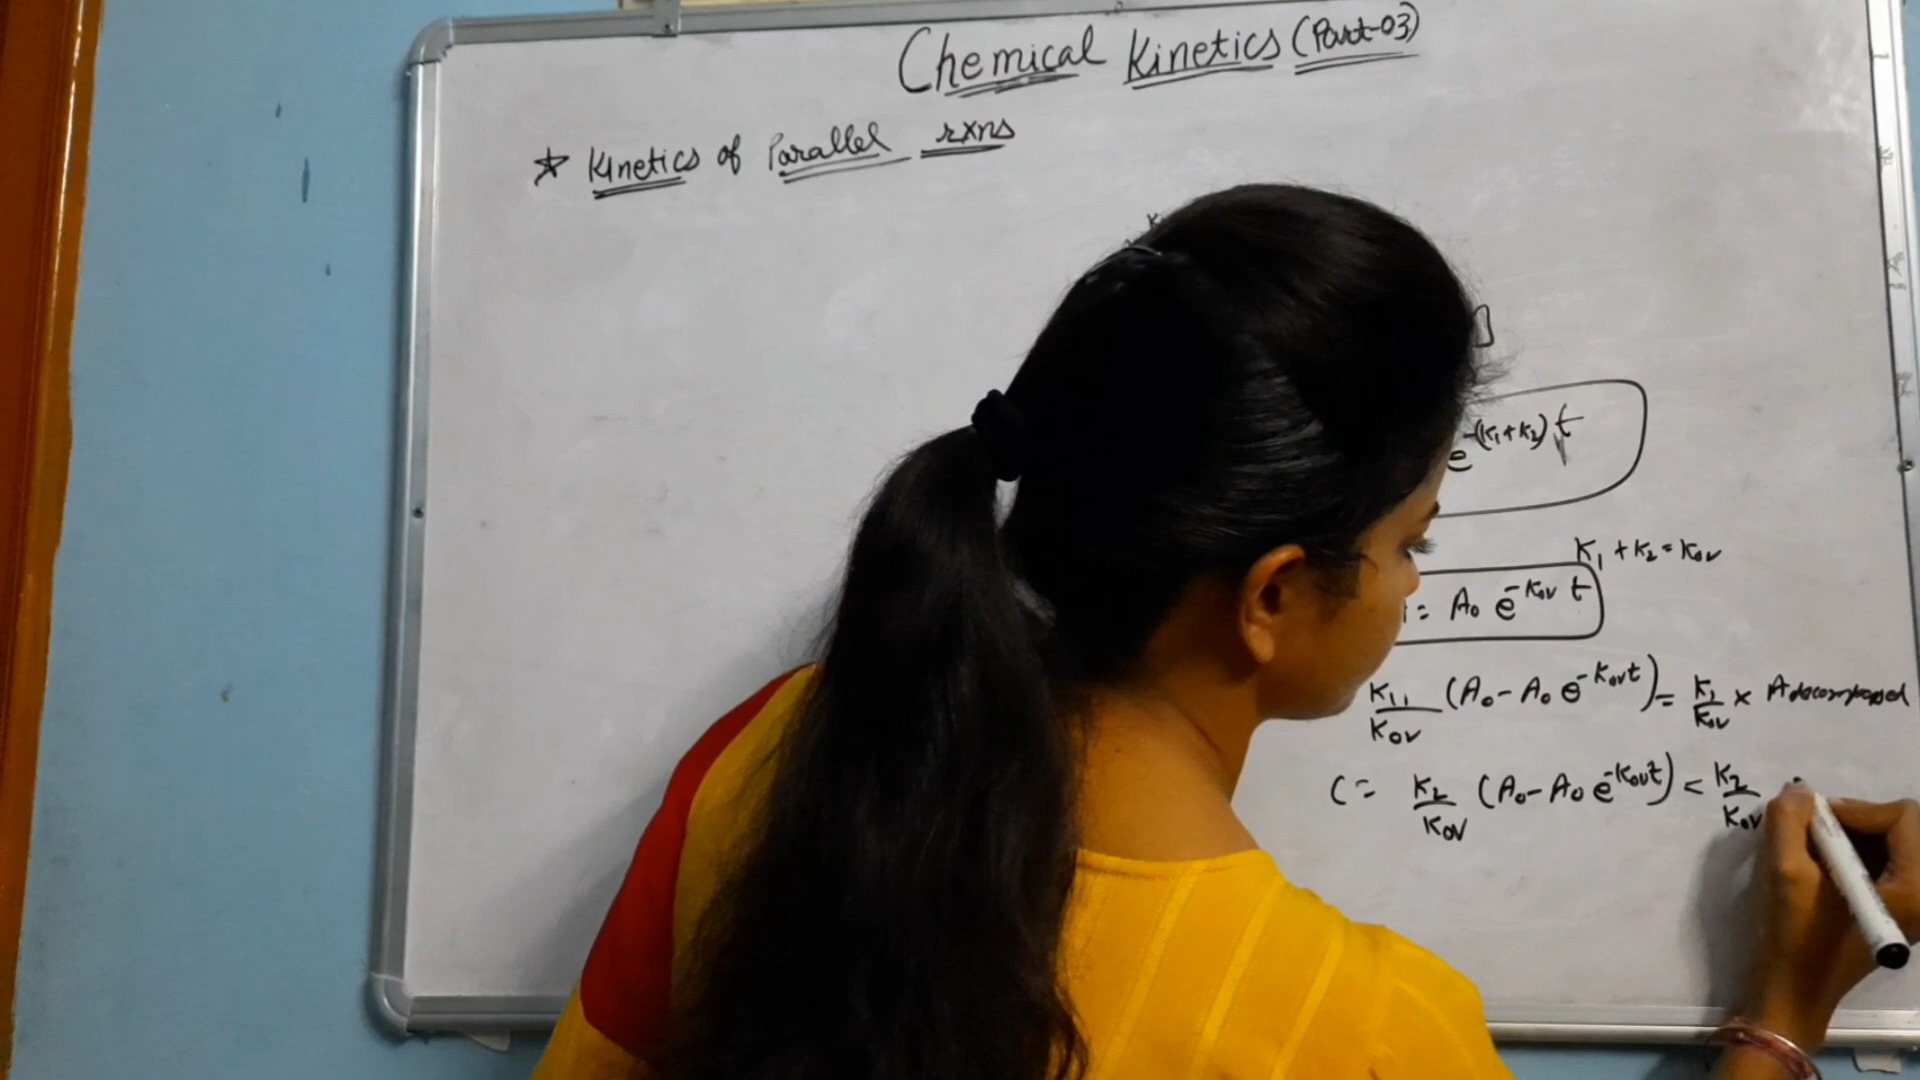 Chemical Kinetics (Part-03)
* Kinetics of Parallel rxns
K
e^-(K₁+K₂)t
K₁ + K₂ = Kov
= A₀ e^-Kov t
K₁₁/Kov (A₀ - A₀ e^-Kovt) = K₁/Kov × A decomposed
C = K₂/Kov (A₀ - A₀ e^-Kovt) = K₂/Kov